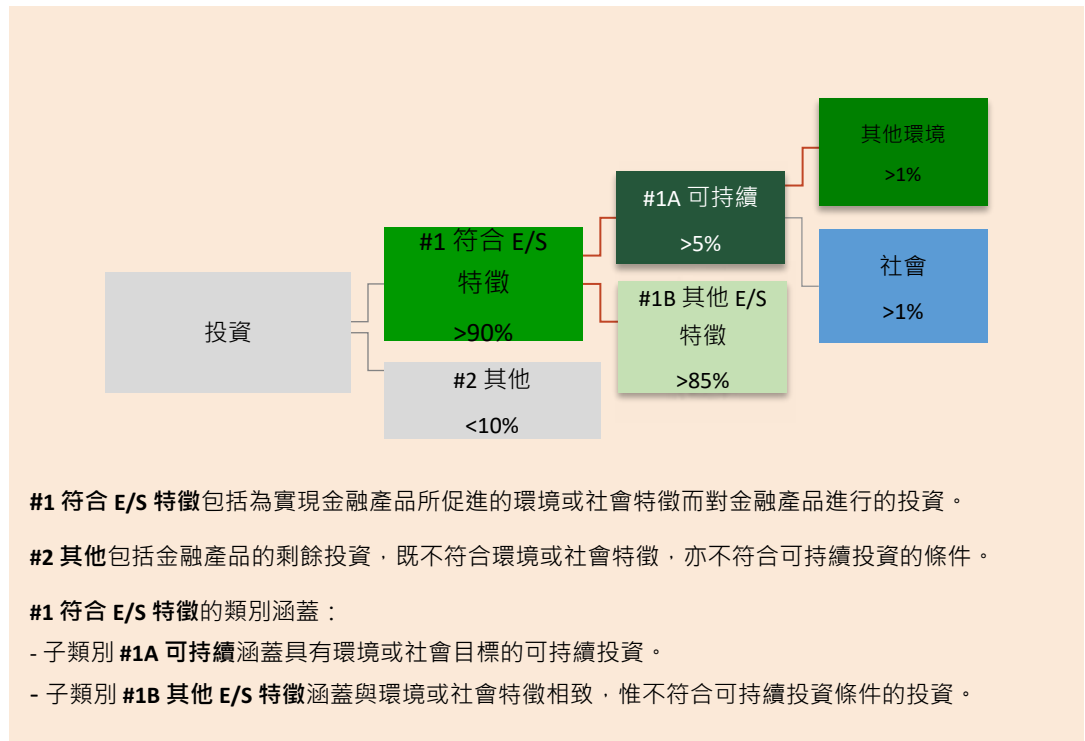 投資
#1 符合 E/S
特徵
>90%
#2 其他
<10%
#1A 可持續
>5%
#1B 其他 E/S
特徵
>85%
其他環境
>1%
社會
>1%
#1 符合 E/S 特徵包括為實現金融產品所促進的環境或社會特徵而對金融產品進行的投資。
#2 其他包括金融產品的剩餘投資，既不符合環境或社會特徵，亦不符合可持續投資的條件。
#1 符合 E/S 特徵的類別涵蓋：
- 子類別 #1A 可持續涵蓋具有環境或社會目標的可持續投資。
- 子類別 #1B 其他 E/S 特徵涵蓋與環境或社會特徵相致，惟不符合可持續投資條件的投資。